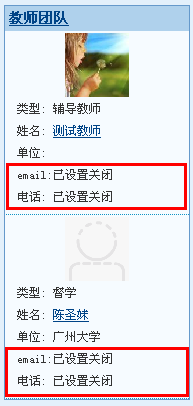 教师团队
类型: 辅导教师
姓名: 测试教师
单位:
email:已设置关闭
电话: 已设置关闭
类型: 督学
姓名: 陈圣妹
单位: 广州大学
email:已设置关闭
电话: 已设置关闭